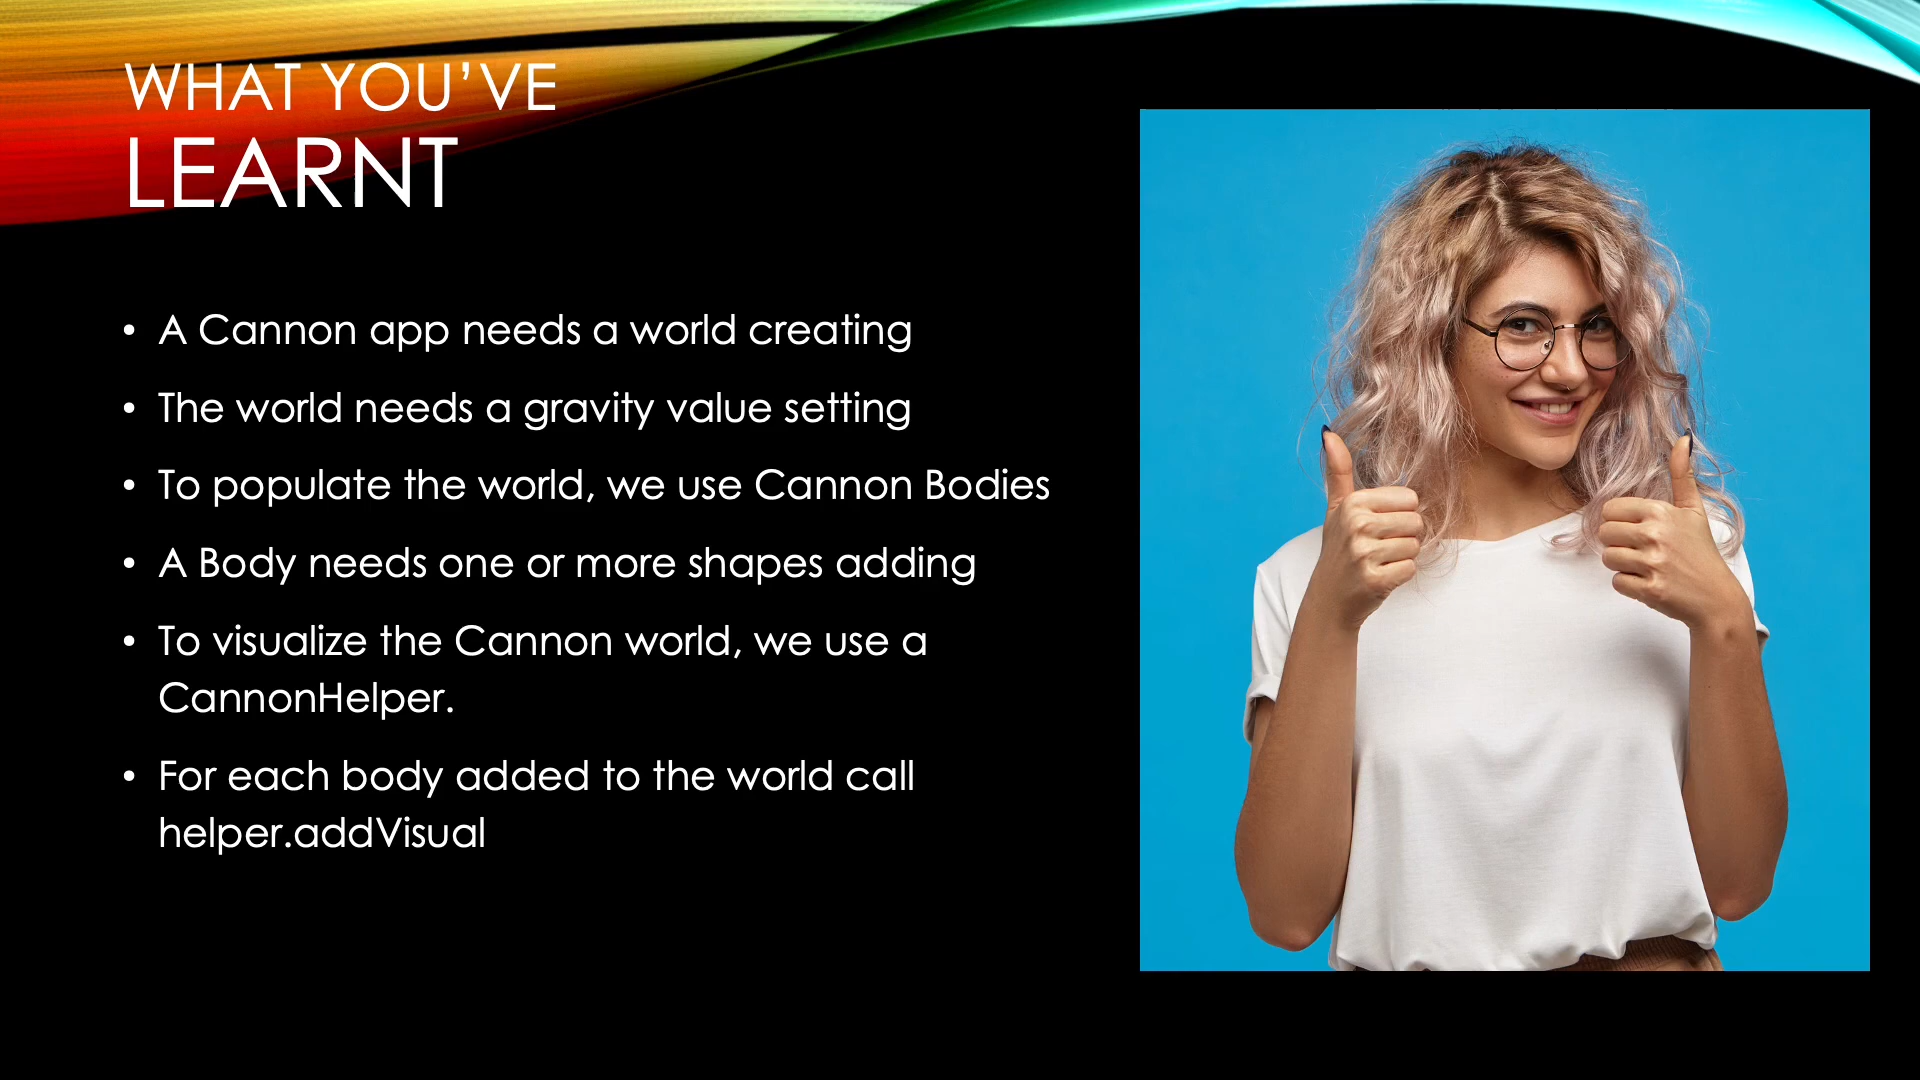 WHAT YOU’VE
LEARNT
• A Cannon app needs a world creating
• The world needs a gravity value setting
• To populate the world, we use Cannon Bodies
• A Body needs one or more shapes adding
• To visualize the Cannon world, we use a
CannonHelper.
• For each body added to the world call
helper.addVisual